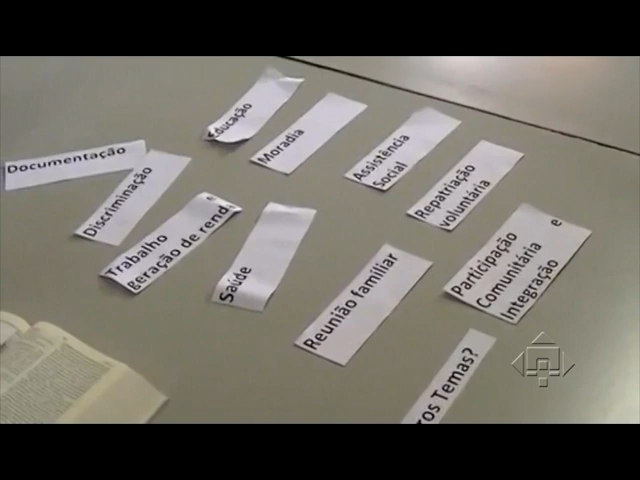 Educação
Moradia
Assistência
Social
Repatriação
voluntária
Documentação
Discriminação
Trabalho e
geração de renda
Saúde
Reunião familiar
Participação e
Comunitária
Integração
ros Temas?